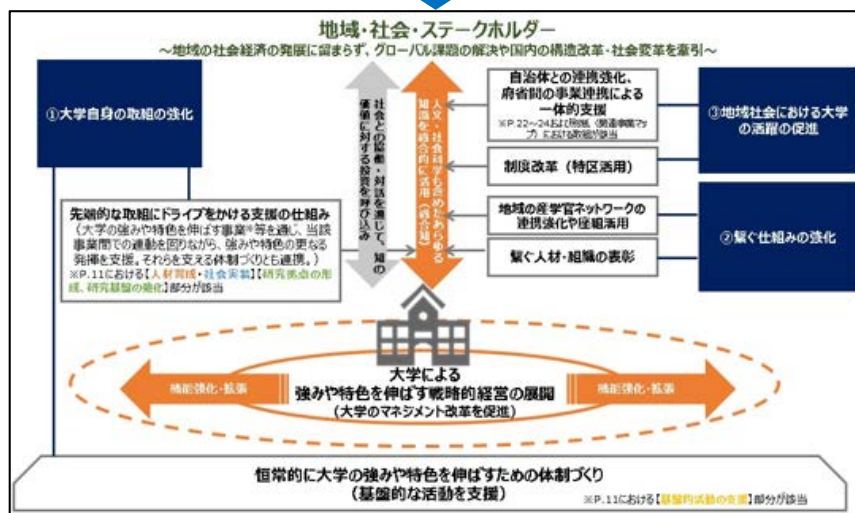 地域・社会・ステークホルダー
～地域の社会経済の発展に留まらず、グローバル課題の解決や国内の構造改革・社会変革を牽引～
①大学自身の取組の強化
先端的な取組にドライブをかける支援の仕組み
（大学の強みや特色を伸ばす事業※等を通じ、当該
事業間での連動を図りながら、強みや特色の更なる
発揮を支援。それらを支える体制づくりとも連携。）
※P.11における【人材育成・社会実装】【研究拠点の形
成、研究基盤の強化】部分が該当
社会との協働・対話を通じて、知の
価値に対する投資を呼び込み
人文・社会科学も含めたあらゆる
知識を総合的に活用（総合知）
自治体との連携強化、
府省間の事業連携による
一体的支援
※P.22～24および
における取組が該当
制度改革（特区活用）
地域の産学官ネットワークの
連携強化や座組活用
繋ぐ人材・組織の表彰
③地域社会における大学
の活躍の促進
②繋ぐ仕組みの強化
大学による
強みや特色を伸ばす戦略的経営の展開
（大学のマネジメント改革を促進）
機能強化・拡張
機能強化・拡張
恒常的に大学の強みや特色を伸ばすための体制づくり
（基盤的な活動を支援）
※P.11における【基盤的活動の支援】部分が該当